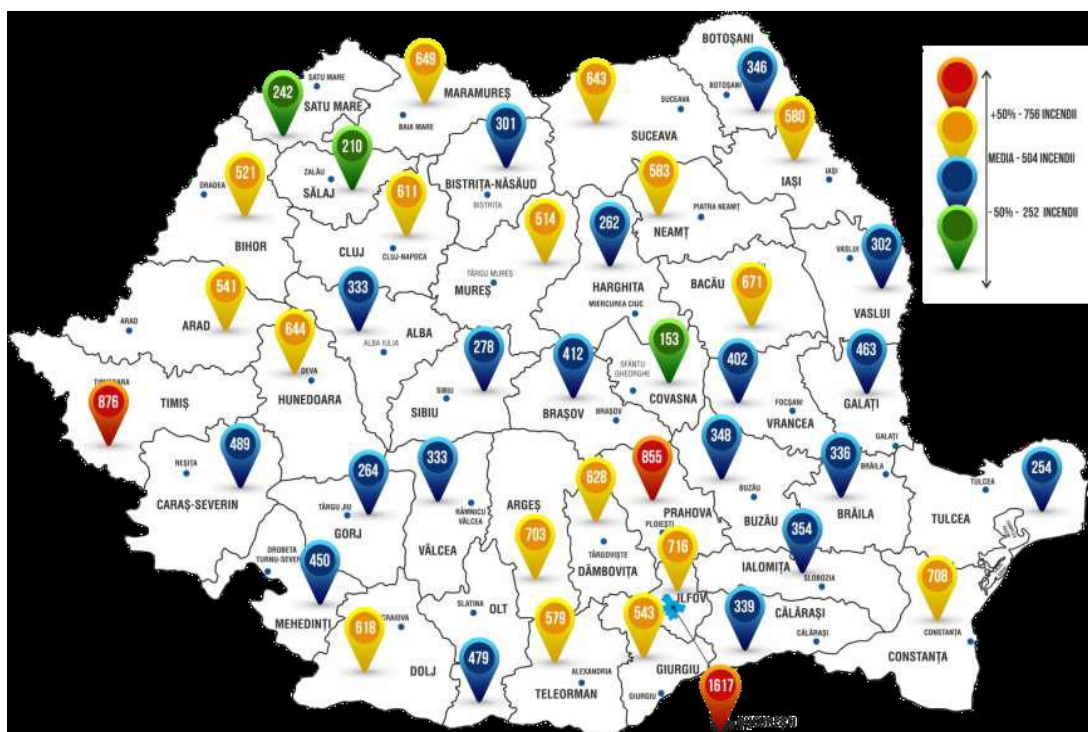 BOTOȘANI
346
BOTOȘANI
649
MARAMUREȘ
BAIA MARE
SATU MARE
242
SATU MARE
643
SUCEAVA
SUCEAVA
+50% - 756 INCENDII
MEDIA - 504 INCENDII
-50% - 252 INCENDII
580
IAȘI
IAȘI
301
BISTRIȚA-NĂSĂUD
BISTRIȚA
210
ZALĂU
SĂLAJ
521
ORADEA
BIHOR
611
CLUJ
CLUJ-NAPOCA
583
PIATRA NEAMȚ
NEAMȚ
514
TÂRGU MUREȘ
MUREȘ
262
HARGHITA
MIERCUREA CIUC
302
VASLUI
VASLUI
BACĂU
671
541
ARAD
ARAD
333
ALBA
ALBA IULIA
644
DEVA
HUNEDOARA
278
SIBIU
SIBIU
412
BRAȘOV
BRAȘOV
153
SFÂNTU
GHEORGHE
COVASNA
402
FOCȘANI
VRANCEA
463
GALAȚI
GALAȚI
876
TIMIȘ
489
REȘIȚA
CARAȘ-SEVERIN
264
TÂRGU JIU
GORJ
333
RÂMNICU
VÂLCEA
VÂLCEA
ARGEȘ
703
628
TÂRGOVIȘTE
DÂMBOVIȚA
855
PRAHOVA
PLOIEȘTI
348
BUZĂU
BUZĂU
336
BRĂILA
BRĂILA
254
TULCEA
TULCEA
DROBETA
450
MEHEDINȚI
716
ILFOV
354
IALOMIȚA
SLOBOZIA
708
CONSTANȚA
CONSTANȚA
618
CRAIOVA
DOLJ
SLATINA
OLT
479
579
ALEXANDRIA
TELEORMAN
543
GIURGIU
GIURGIU
339
CĂLĂRAȘI
CĂLĂRAȘI
1617